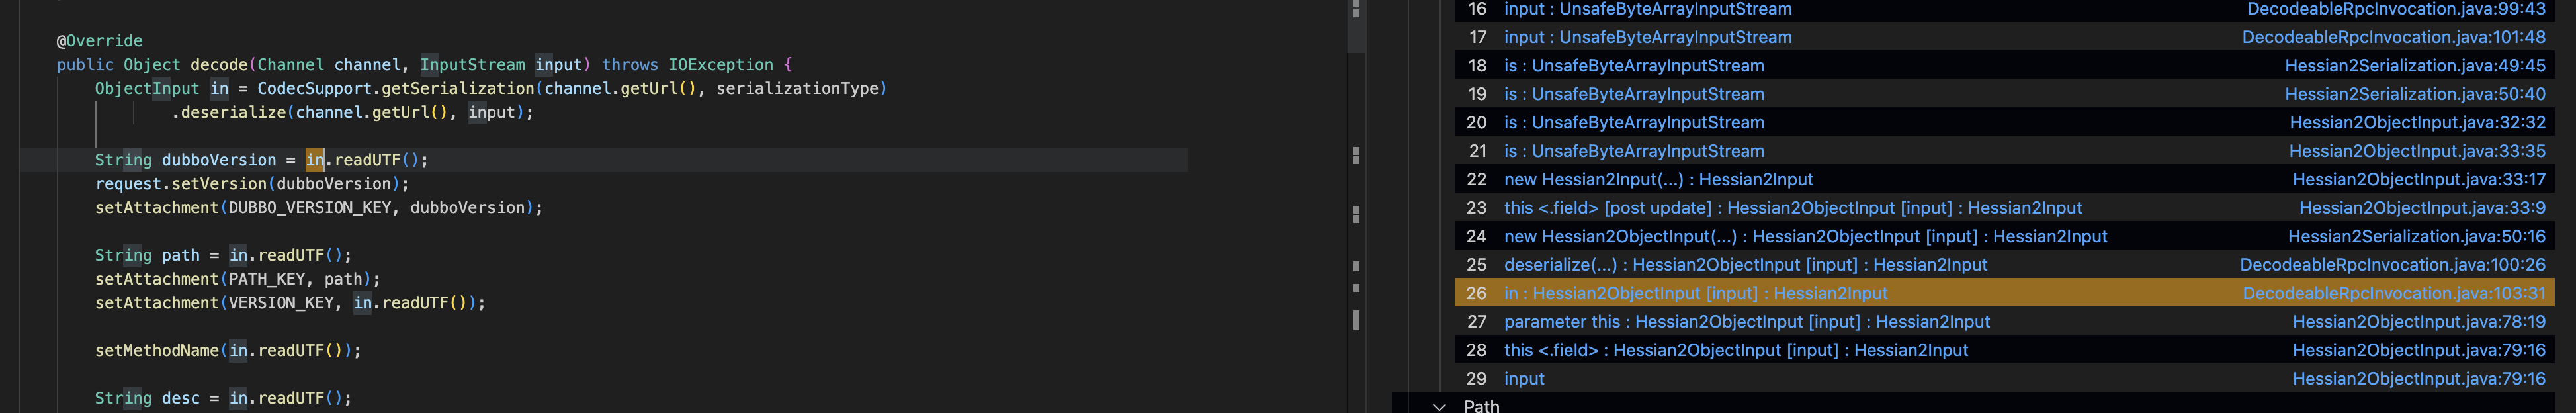 @Override
public Object decode(Channel channel, InputStream input) throws IOException {
ObjectInput in = CodecSupport.getSerialization(channel.getUrl(), serializationType)
.deserialize(channel.getUrl(), input);
String dubboVersion = in.readUTF();
request.setVersion(dubboVersion);
setAttachment(DUBBO_VERSION_KEY, dubboVersion);
String path = in.readUTF();
setAttachment(PATH_KEY, path);
setAttachment(VERSION_KEY, in.readUTF());
setMethodName(in.readUTF());
String desc = in.readUTF();
16 input : UnsafeByteArrayInputStream DecodeableRpcInvocation.java:99:43
17 input : UnsafeByteArrayInputStream DecodeableRpcInvocation.java:101:48
18 is : UnsafeByteArrayInputStream Hessian2Serialization.java:49:45
19 is : UnsafeByteArrayInputStream Hessian2Serialization.java:50:40
20 is : UnsafeByteArrayInputStream Hessian2ObjectInput.java:32:32
21 is : UnsafeByteArrayInputStream Hessian2ObjectInput.java:33:35
22 new Hessian2Input(...) : Hessian2Input Hessian2ObjectInput.java:33:17
23 this <.field> [post update] : Hessian2ObjectInput [input] : Hessian2Input Hessian2ObjectInput.java:33:9
24 new Hessian2ObjectInput(...) : Hessian2ObjectInput [input] : Hessian2Input Hessian2Serialization.java:50:16
25 deserialize(...) : Hessian2ObjectInput [input] : Hessian2Input DecodeableRpcInvocation.java:100:26
26 in : Hessian2ObjectInput [input] : Hessian2Input DecodeableRpcInvocation.java:103:31
27 parameter this : Hessian2ObjectInput [input] : Hessian2Input Hessian2ObjectInput.java:78:19
28 this <.field> : Hessian2ObjectInput [input] : Hessian2Input Hessian2ObjectInput.java:79:16
29 input Hessian2ObjectInput.java:79:16
Path